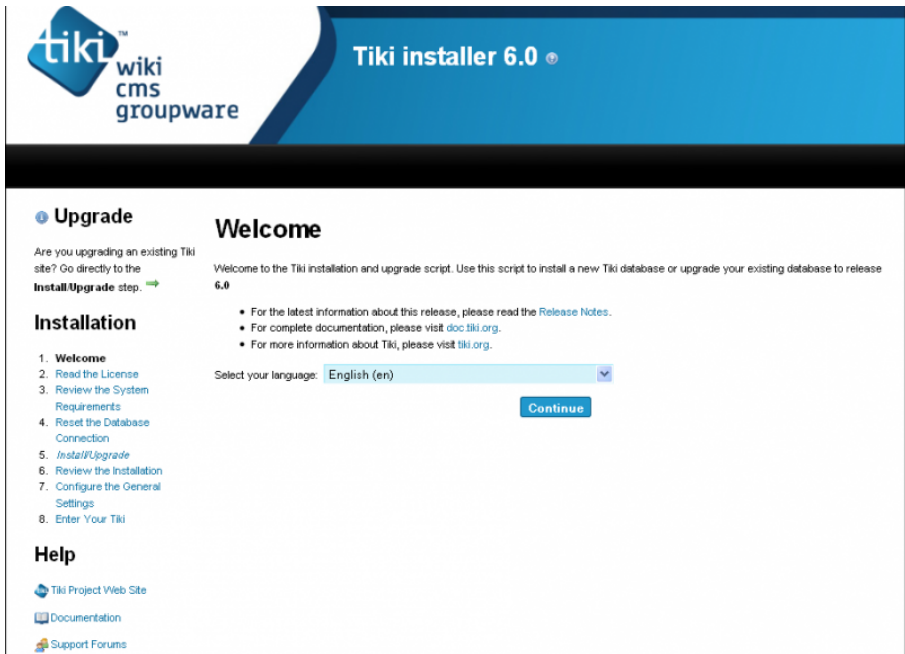 tiki™
wiki
cms
groupware
Tiki installer 6.0
Upgrade
Are you upgrading an existing Tiki
site? Go directly to the
Install/Upgrade step.
Installation
1. Welcome
2. Read the License
3. Review the System
Requirements
4. Reset the Database
Connection
5. Install/Upgrade
6. Review the Installation
7. Configure the General
Settings
8. Enter Your Tiki
Help
Tiki Project Web Site
Documentation
Support Forums
Welcome
Welcome to the Tiki installation and upgrade script. Use this script to install a new Tiki database or upgrade your existing database to release
6.0
• For the latest information about this release, please read the Release Notes.
• For complete documentation, please visit doc.tiki.org.
• For more information about Tiki, please visit tiki.org.
Select your language: English (en)
Continue